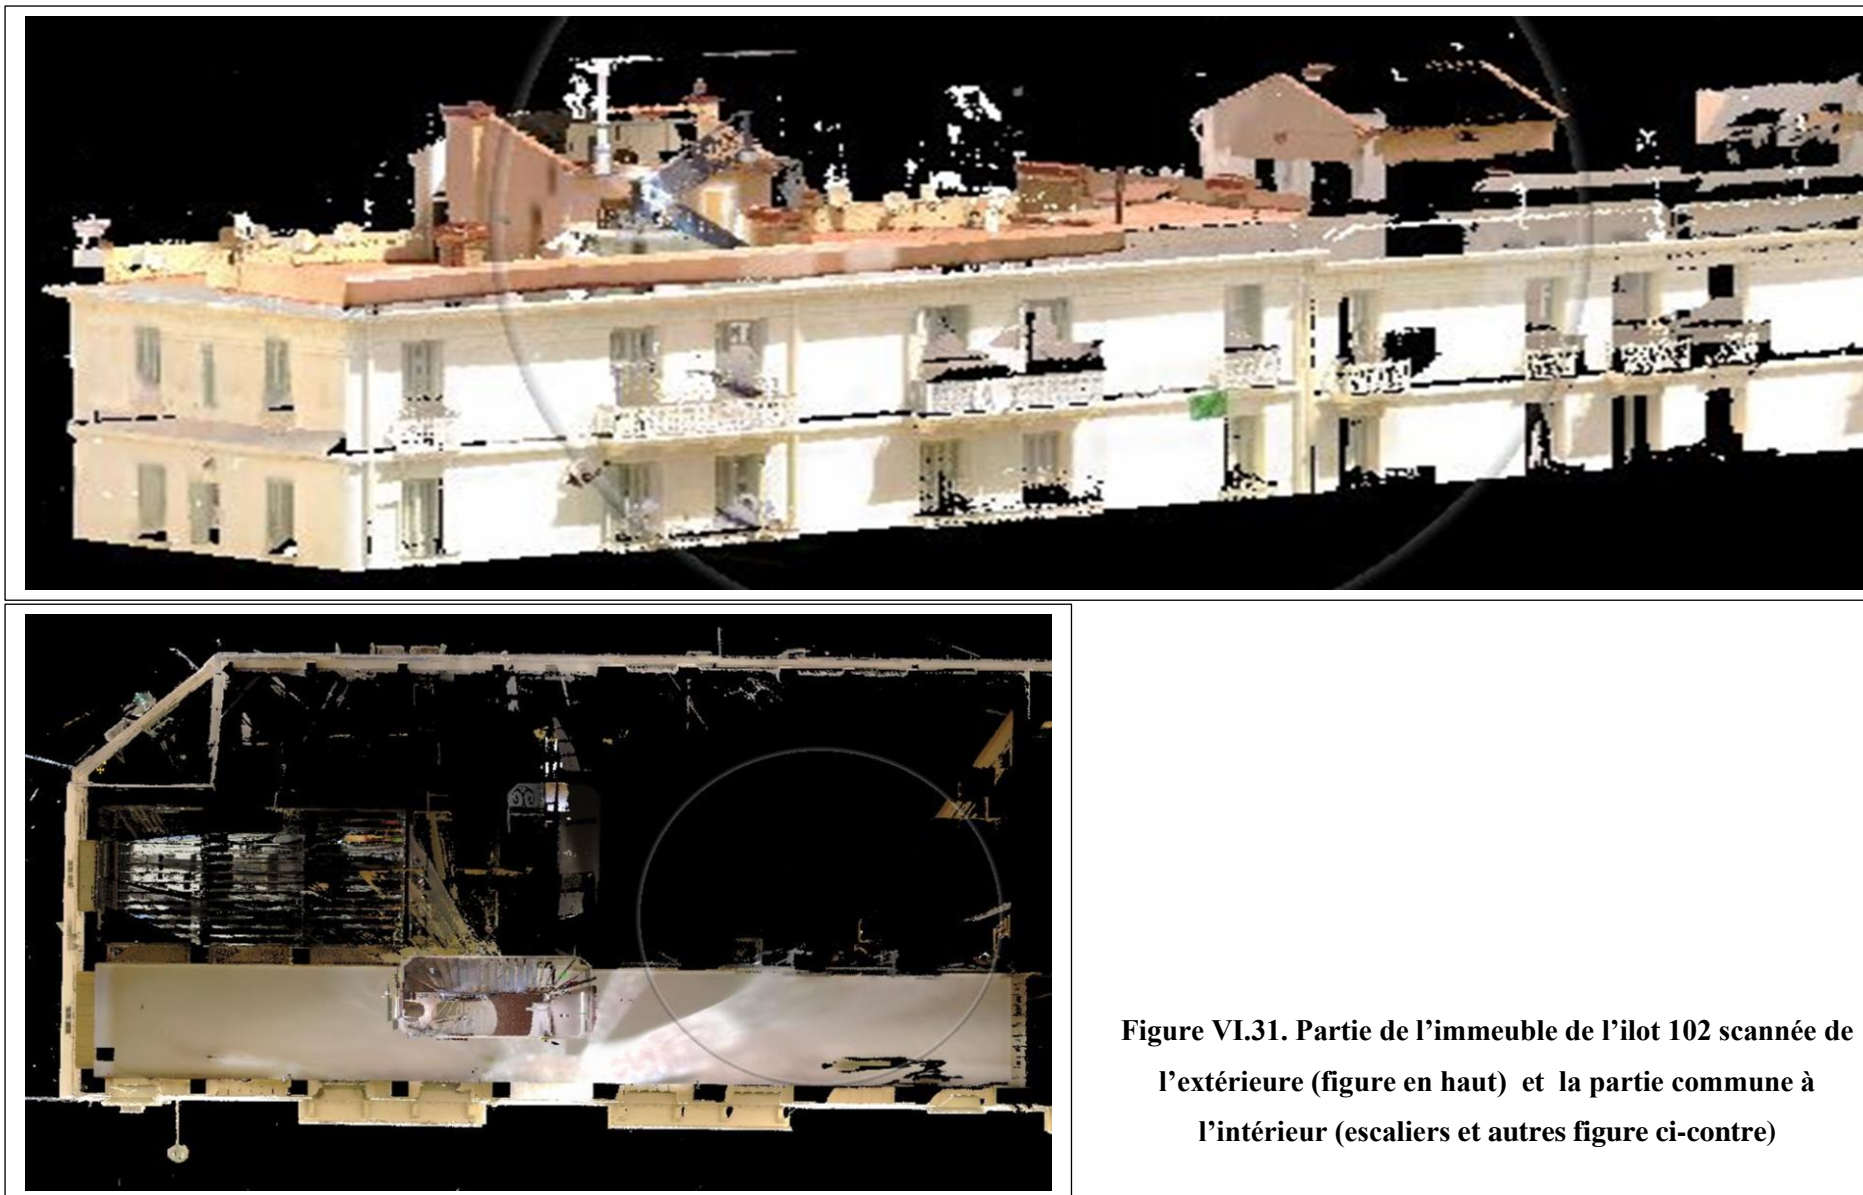 Figure VI.31. Partie de l’immeuble de l’ilot 102 scannée de
l’extérieure (figure en haut) et la partie commune à
l’intérieur (escaliers et autres figure ci-contre)